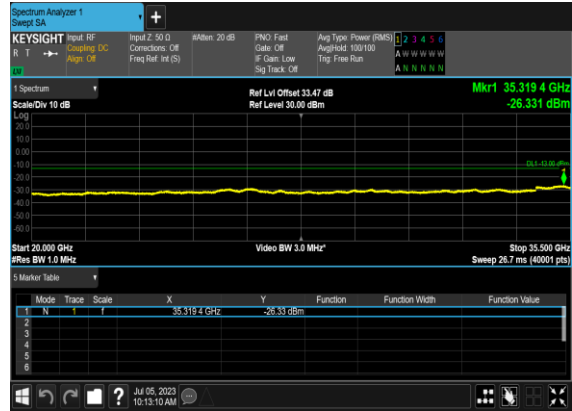 Spectrum Analyzer 1
Swept SA
+
KEYSIGHT Input: RF Input Z: 50 Ω #Atten: 20 dB PNO: Fast Avg Type: Power (RMS) 1 2 3 4 5 6
R T Coupling: DC Corrections: Off Gate: Off Avg|Hold: 100/100 A W W W W W
Align: Off Freq Ref: Int (S) IF Gain: Low Trig: Free Run
Sig Track: Off A N N N N N
1 Spectrum Ref Lvl Offset 33.47 dB Mkr1 35.319 4 GHz
Scale/Div 10 dB Ref Level 30.00 dBm -26.331 dBm
Log
20.0
10.0
0.00
-10.0 DL1 -13.00 dBm
-20.0
-30.0
-40.0
-50.0
-60.0
Start 20.000 GHz Video BW 3.0 MHz* Stop 35.500 GHz
#Res BW 1.0 MHz Sweep 26.7 ms (40001 pts)
5 Marker Table
Mode Trace Scale X Y Function Function Width Function Value
1 N 1 f 35.319 4 GHz -26.33 dBm
2
3
4
5
6
? Jul 05, 2023
10:13:10 AM